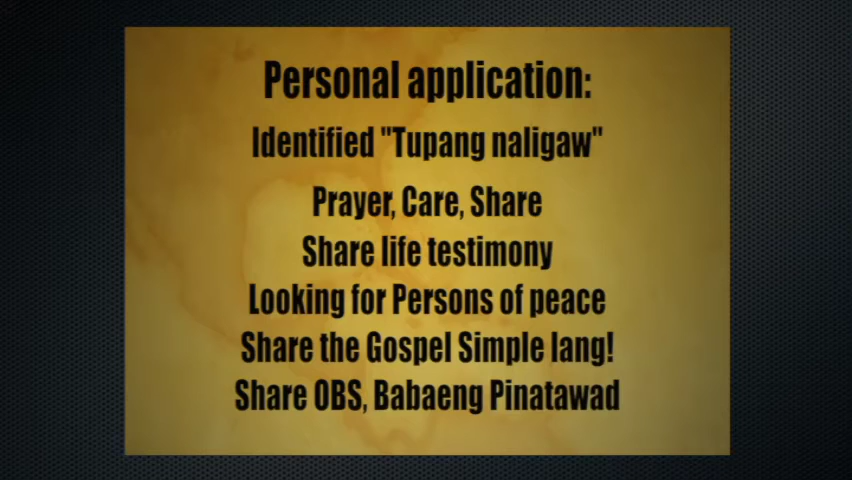 Personal application:
Identified "Tupang naligaw"
Prayer, Care, Share
Share life testimony
Looking for Persons of peace
Share the Gospel Simple lang!
Share OBS, Babaeng Pinatawad